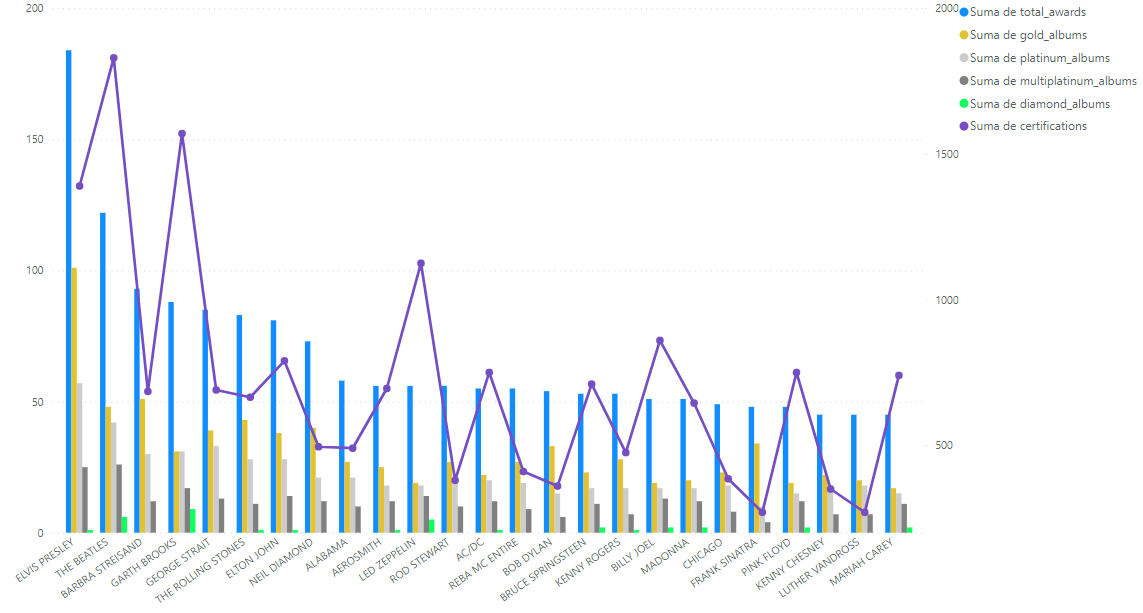 200
150
100
50
0
2000
1500
1000
500
Suma de total_awards
Suma de gold_albums
Suma de platinum_albums
Suma de multiplatinum_albums
Suma de diamond_albums
Suma de certifications
ELVIS PRESLEY
THE BEATLES
BARBRA STREISAND
GARTH BROOKS
GEORGE STRAIT
THE ROLLING STONES
ELTON JOHN
NEIL DIAMOND
ALABAMA
AEROSMITH
LED ZEPPELIN
ROD STEWART
AC/DC
REBA MC ENTIRE
BOB DYLAN
BRUCE SPRINGSTEEN
KENNY ROGERS
BILLY JOEL
MADONNA
CHICAGO
FRANK SINATRA
PINK FLOYD
KENNY CHESNEY
LUTHER VANDROSS
MARIAH CAREY